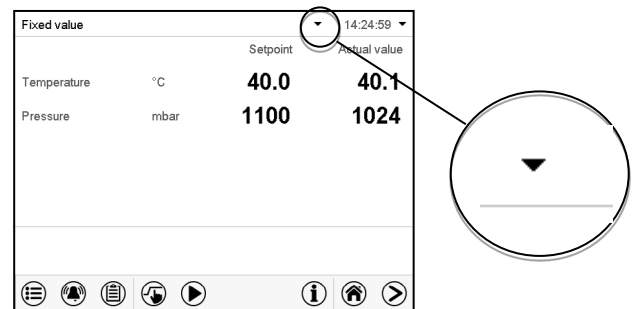 Fixed value 14:24:59
Setpoint Actual value
Temperature °C 40.0 40.1
Pressure mbar 1100 1024